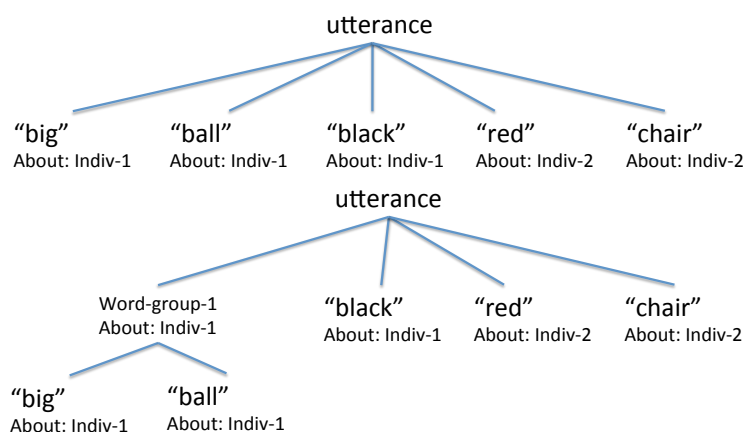 utterance
“big” “ball” “black” “red” “chair”
About: Indiv-1 About: Indiv-1 About: Indiv-1 About: Indiv-2 About: Indiv-2
utterance
Word-group-1 “black” “red” “chair”
About: Indiv-1 About: Indiv-1 About: Indiv-2 About: Indiv-2
“big” “ball”
About: Indiv-1 About: Indiv-1